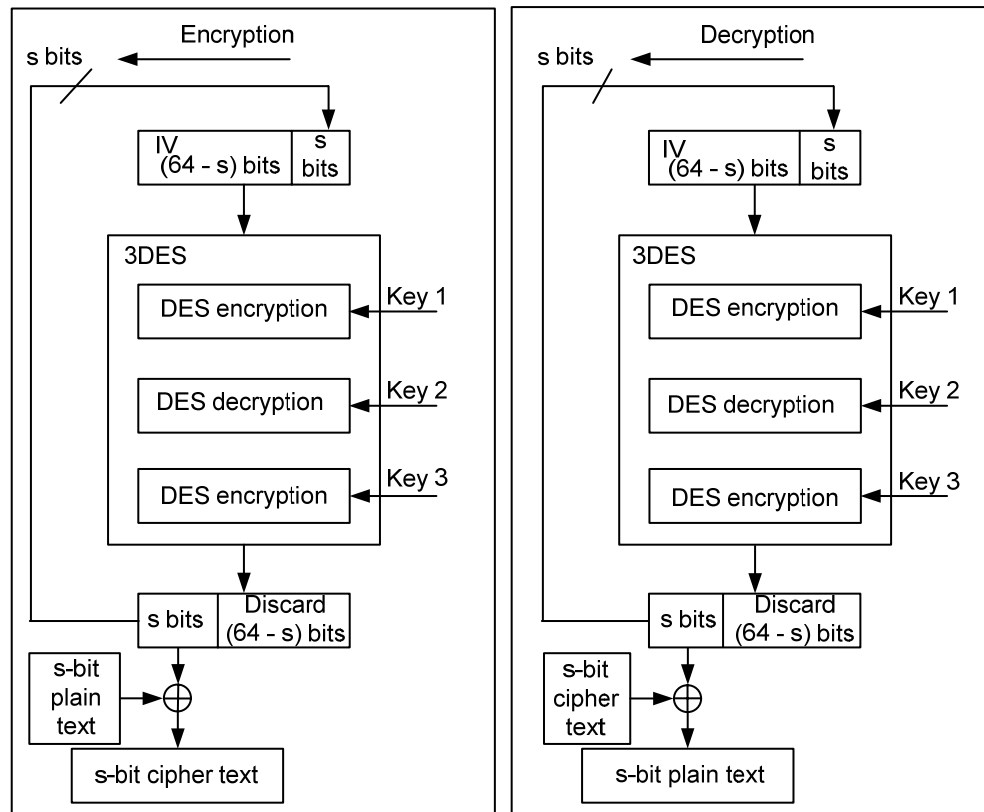 Encryption
s bits
IV
(64 - s) bits
s
bits
3DES
DES encryption
Key 1
DES decryption
Key 2
DES encryption
Key 3
s bits
Discard
(64 - s) bits
s-bit
plain
text
s-bit cipher text
Decryption
s bits
IV
(64 - s) bits
s
bits
3DES
DES encryption
Key 1
DES decryption
Key 2
DES encryption
Key 3
s bits
Discard
(64 - s) bits
s-bit
cipher
text
s-bit plain text